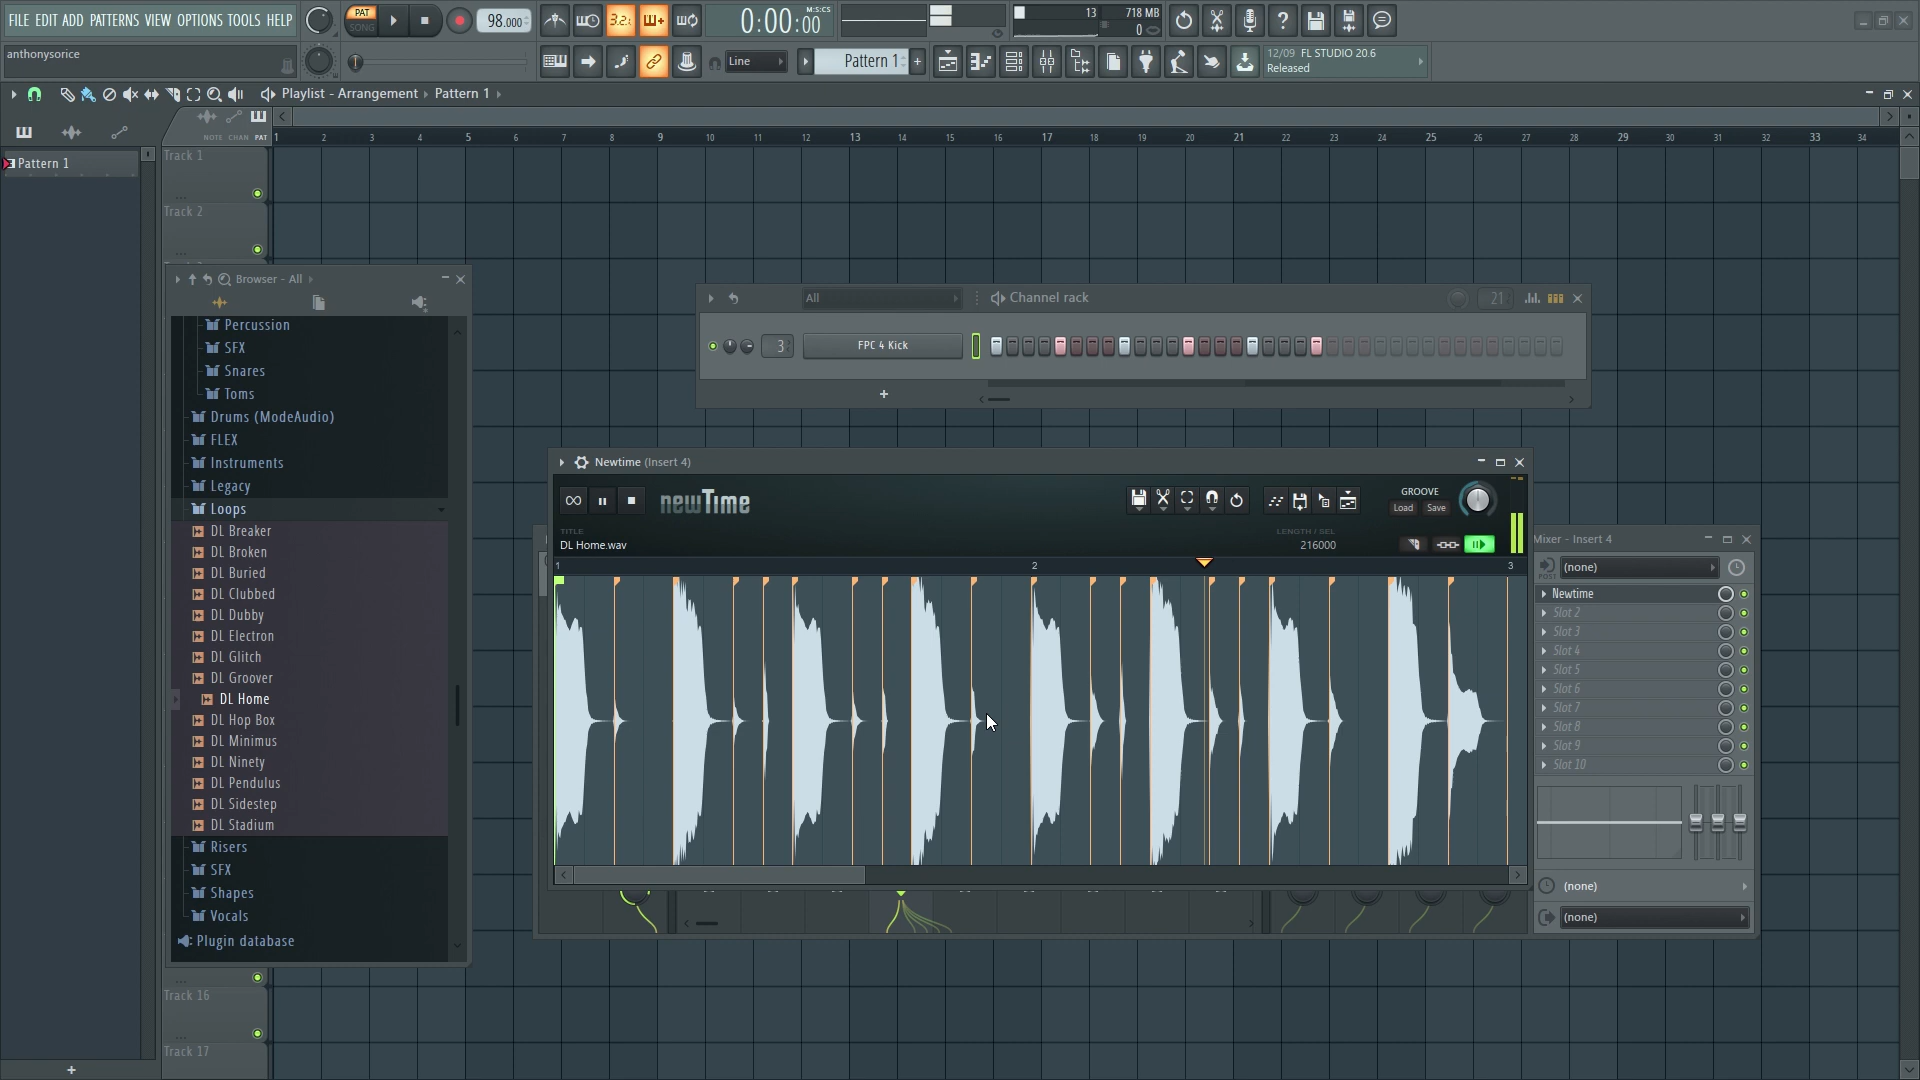 FILE EDIT ADD PATTERNS VIEW OPTIONS TOOLS HELP
PAT
SONG
98.000
3.2.
M:S:CS
0:00:00
13
718 MB
0
anthonysorice
Line
Pattern 1
+
12/09 FL STUDIO 20.6
Released
Playlist - Arrangement
Pattern 1
NOTE CHAN PAT
1 2 3 4 5 6 7 8 9 10 11 12 13 14 15 16 17 18 19 20 21 22 23 24 25 26 27 28 29 30 31 32 33 34
Pattern 1
Track 1
Track 2
Browser - All
Percussion
SFX
Snares
Toms
Drums (ModeAudio)
FLEX
Instruments
Legacy
Loops
DL Breaker
DL Broken
DL Buried
DL Clubbed
DL Dubby
DL Electron
DL Glitch
DL Groover
DL Home
DL Hop Box
DL Minimus
DL Ninety
DL Pendulus
DL Sidestep
DL Stadium
Risers
SFX
Shapes
Vocals
Plugin database
Track 16
Track 17
+
All
Channel rack
21
3
FPC 4 Kick
+
Newtime (Insert 4)
newTime
GROOVE
Load Save
TITLE
DL Home.wav
LENGTH / SEL
216000
1 2 3
Mixer - Insert 4
POST
(none)
Newtime
Slot 2
Slot 3
Slot 4
Slot 5
Slot 6
Slot 7
Slot 8
Slot 9
Slot 10
(none)
(none)